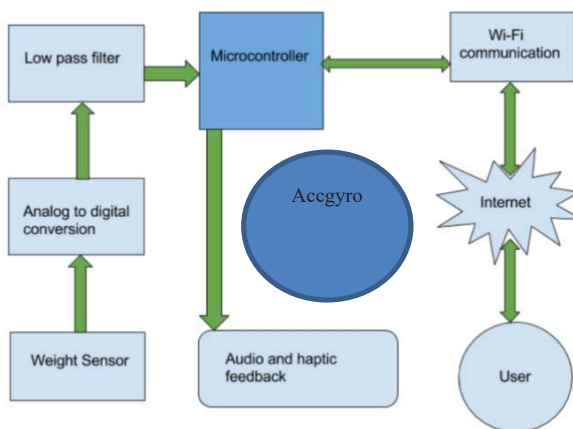 Low pass filter
Microcontroller
Wi-Fi
communication
Accgyro
Analog to digital
conversion
Internet
Weight Sensor
Audio and haptic
feedback
User